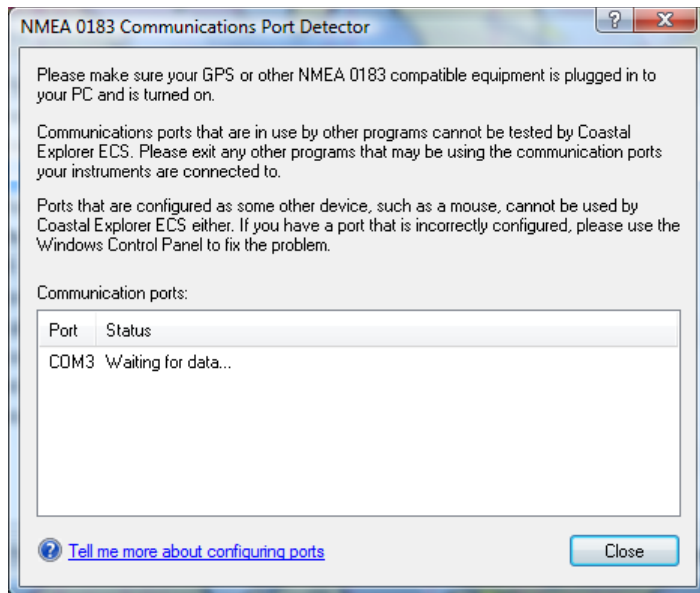 NMEA 0183 Communications Port Detector
Please make sure your GPS or other NMEA 0183 compatible equipment is plugged in to
your PC and is turned on.
Communications ports that are in use by other programs cannot be tested by Coastal
Explorer ECS. Please exit any other programs that may be using the communication ports
your instruments are connected to.
Ports that are configured as some other device, such as a mouse, cannot be used by
Coastal Explorer ECS either. If you have a port that is incorrectly configured, please use the
Windows Control Panel to fix the problem.
Communication ports:
Port Status
COM3 Waiting for data...
Tell me more about configuring ports
Close